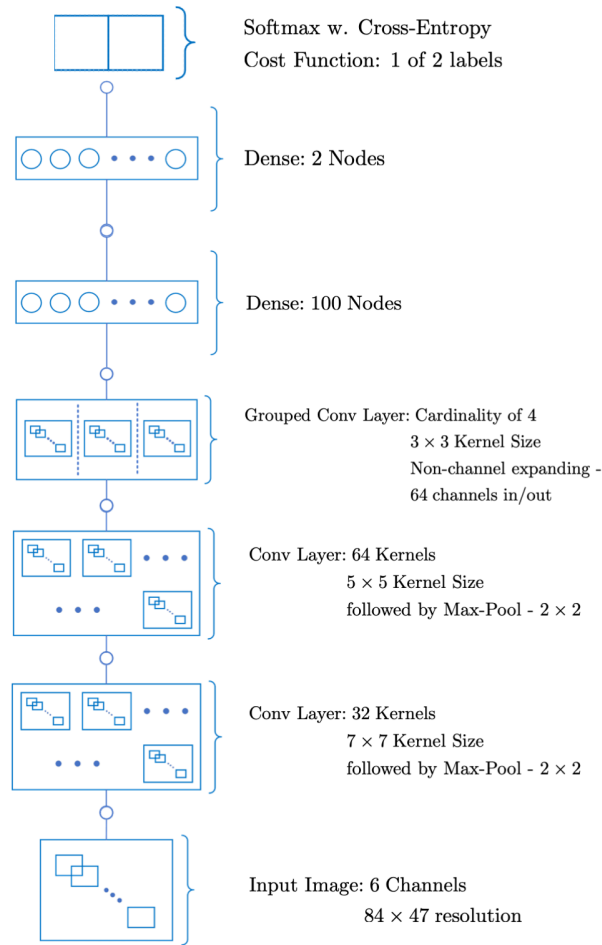 Softmax w. Cross-Entropy
Cost Function: 1 of 2 labels
Dense: 2 Nodes
Dense: 100 Nodes
Grouped Conv Layer: Cardinality of 4
3 × 3 Kernel Size
Non-channel expanding -
64 channels in/out
Conv Layer: 64 Kernels
5 × 5 Kernel Size
followed by Max-Pool - 2 × 2
Conv Layer: 32 Kernels
7 × 7 Kernel Size
followed by Max-Pool - 2 × 2
Input Image: 6 Channels
84 × 47 resolution